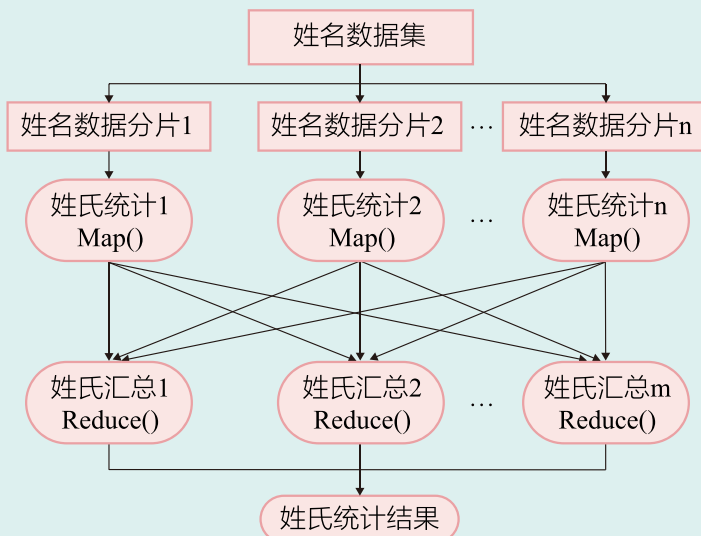 姓名数据集
姓名数据分片1
姓名数据分片2
…
姓名数据分片n
姓氏统计1
Map()
姓氏统计2
Map()
…
姓氏统计n
Map()
姓氏汇总1
Reduce()
姓氏汇总2
Reduce()
…
姓氏汇总m
Reduce()
姓氏统计结果